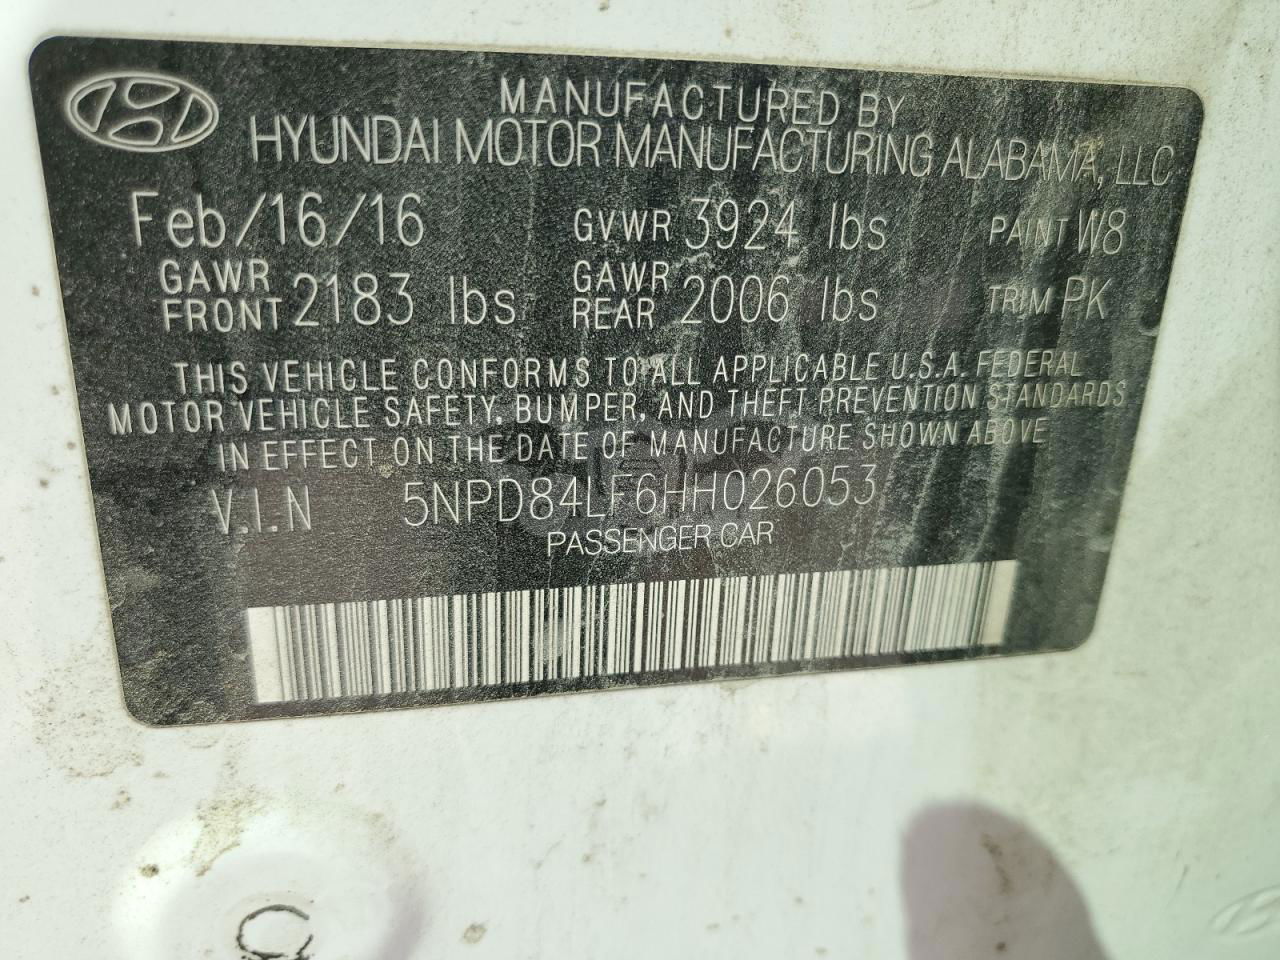 MANUFACTURED BY
HYUNDAI MOTOR MANUFACTURING ALABAMA, LLC
Feb/16/16 GVWR 3924 lbs PAINT W8
GAWR FRONT 2183 lbs GAWR REAR 2006 lbs TRIM PK
THIS VEHICLE CONFORMS TO ALL APPLICABLE U.S.A. FEDERAL
MOTOR VEHICLE SAFETY, BUMPER, AND THEFT PREVENTION STANDARDS
IN EFFECT ON THE DATE OF MANUFACTURE SHOWN ABOVE
V.I.N 5NPD84LF6HH026053
PASSENGER CAR